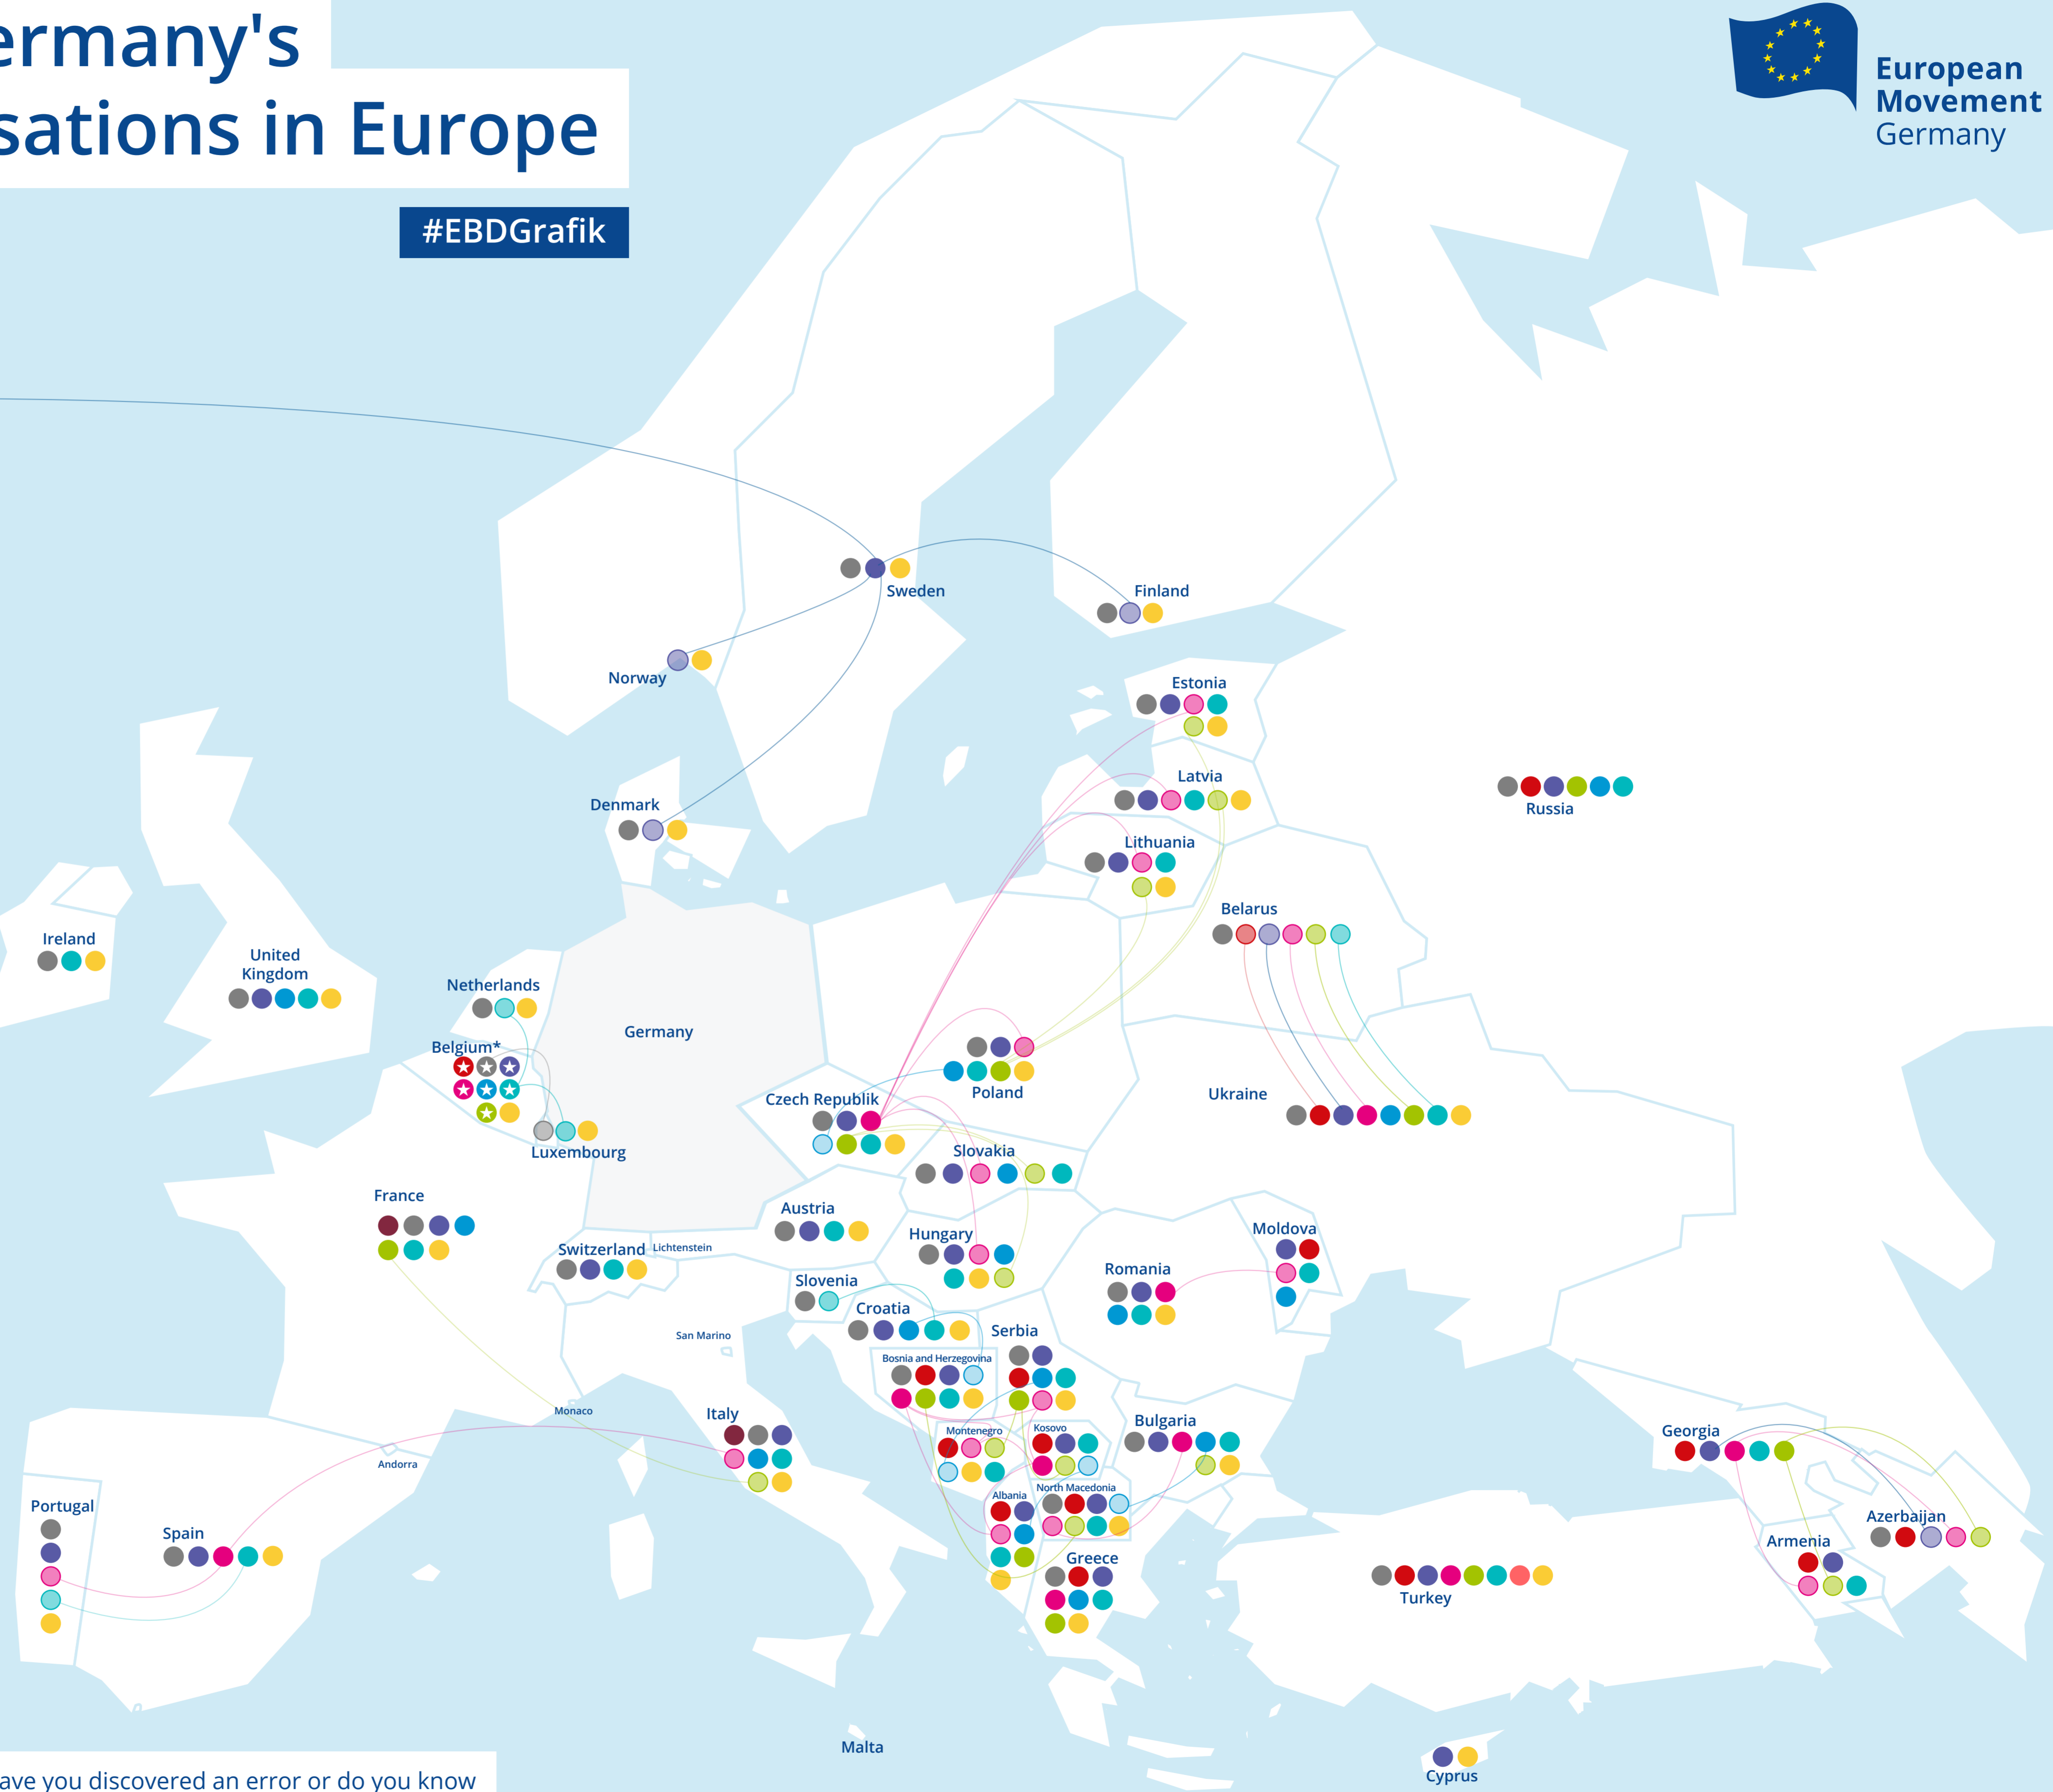 ermany's
sations in Europe
#EBDGrafik
European
Movement
Germany
Sweden
Finland
Norway
Estonia
Latvia
Denmark
Russia
Lithuania
Belarus
Ireland
United
Kingdom
Netherlands
Germany
Belgium*
Poland
Ukraine
Czech Republik
Luxembourg
Slovakia
France
Austria
Moldova
Hungary
Switzerland
Lichtenstein
Romania
Slovenia
Croatia
San Marino
Serbia
Bosnia and Herzegovina
Monaco
Italy
Bulgaria
Kosovo
Montenegro
Georgia
Andorra
North Macedonia
Albania
Portugal
Azerbaijan
Spain
Armenia
Greece
Turkey
Malta
Cyprus
ave you discovered an error or do you know